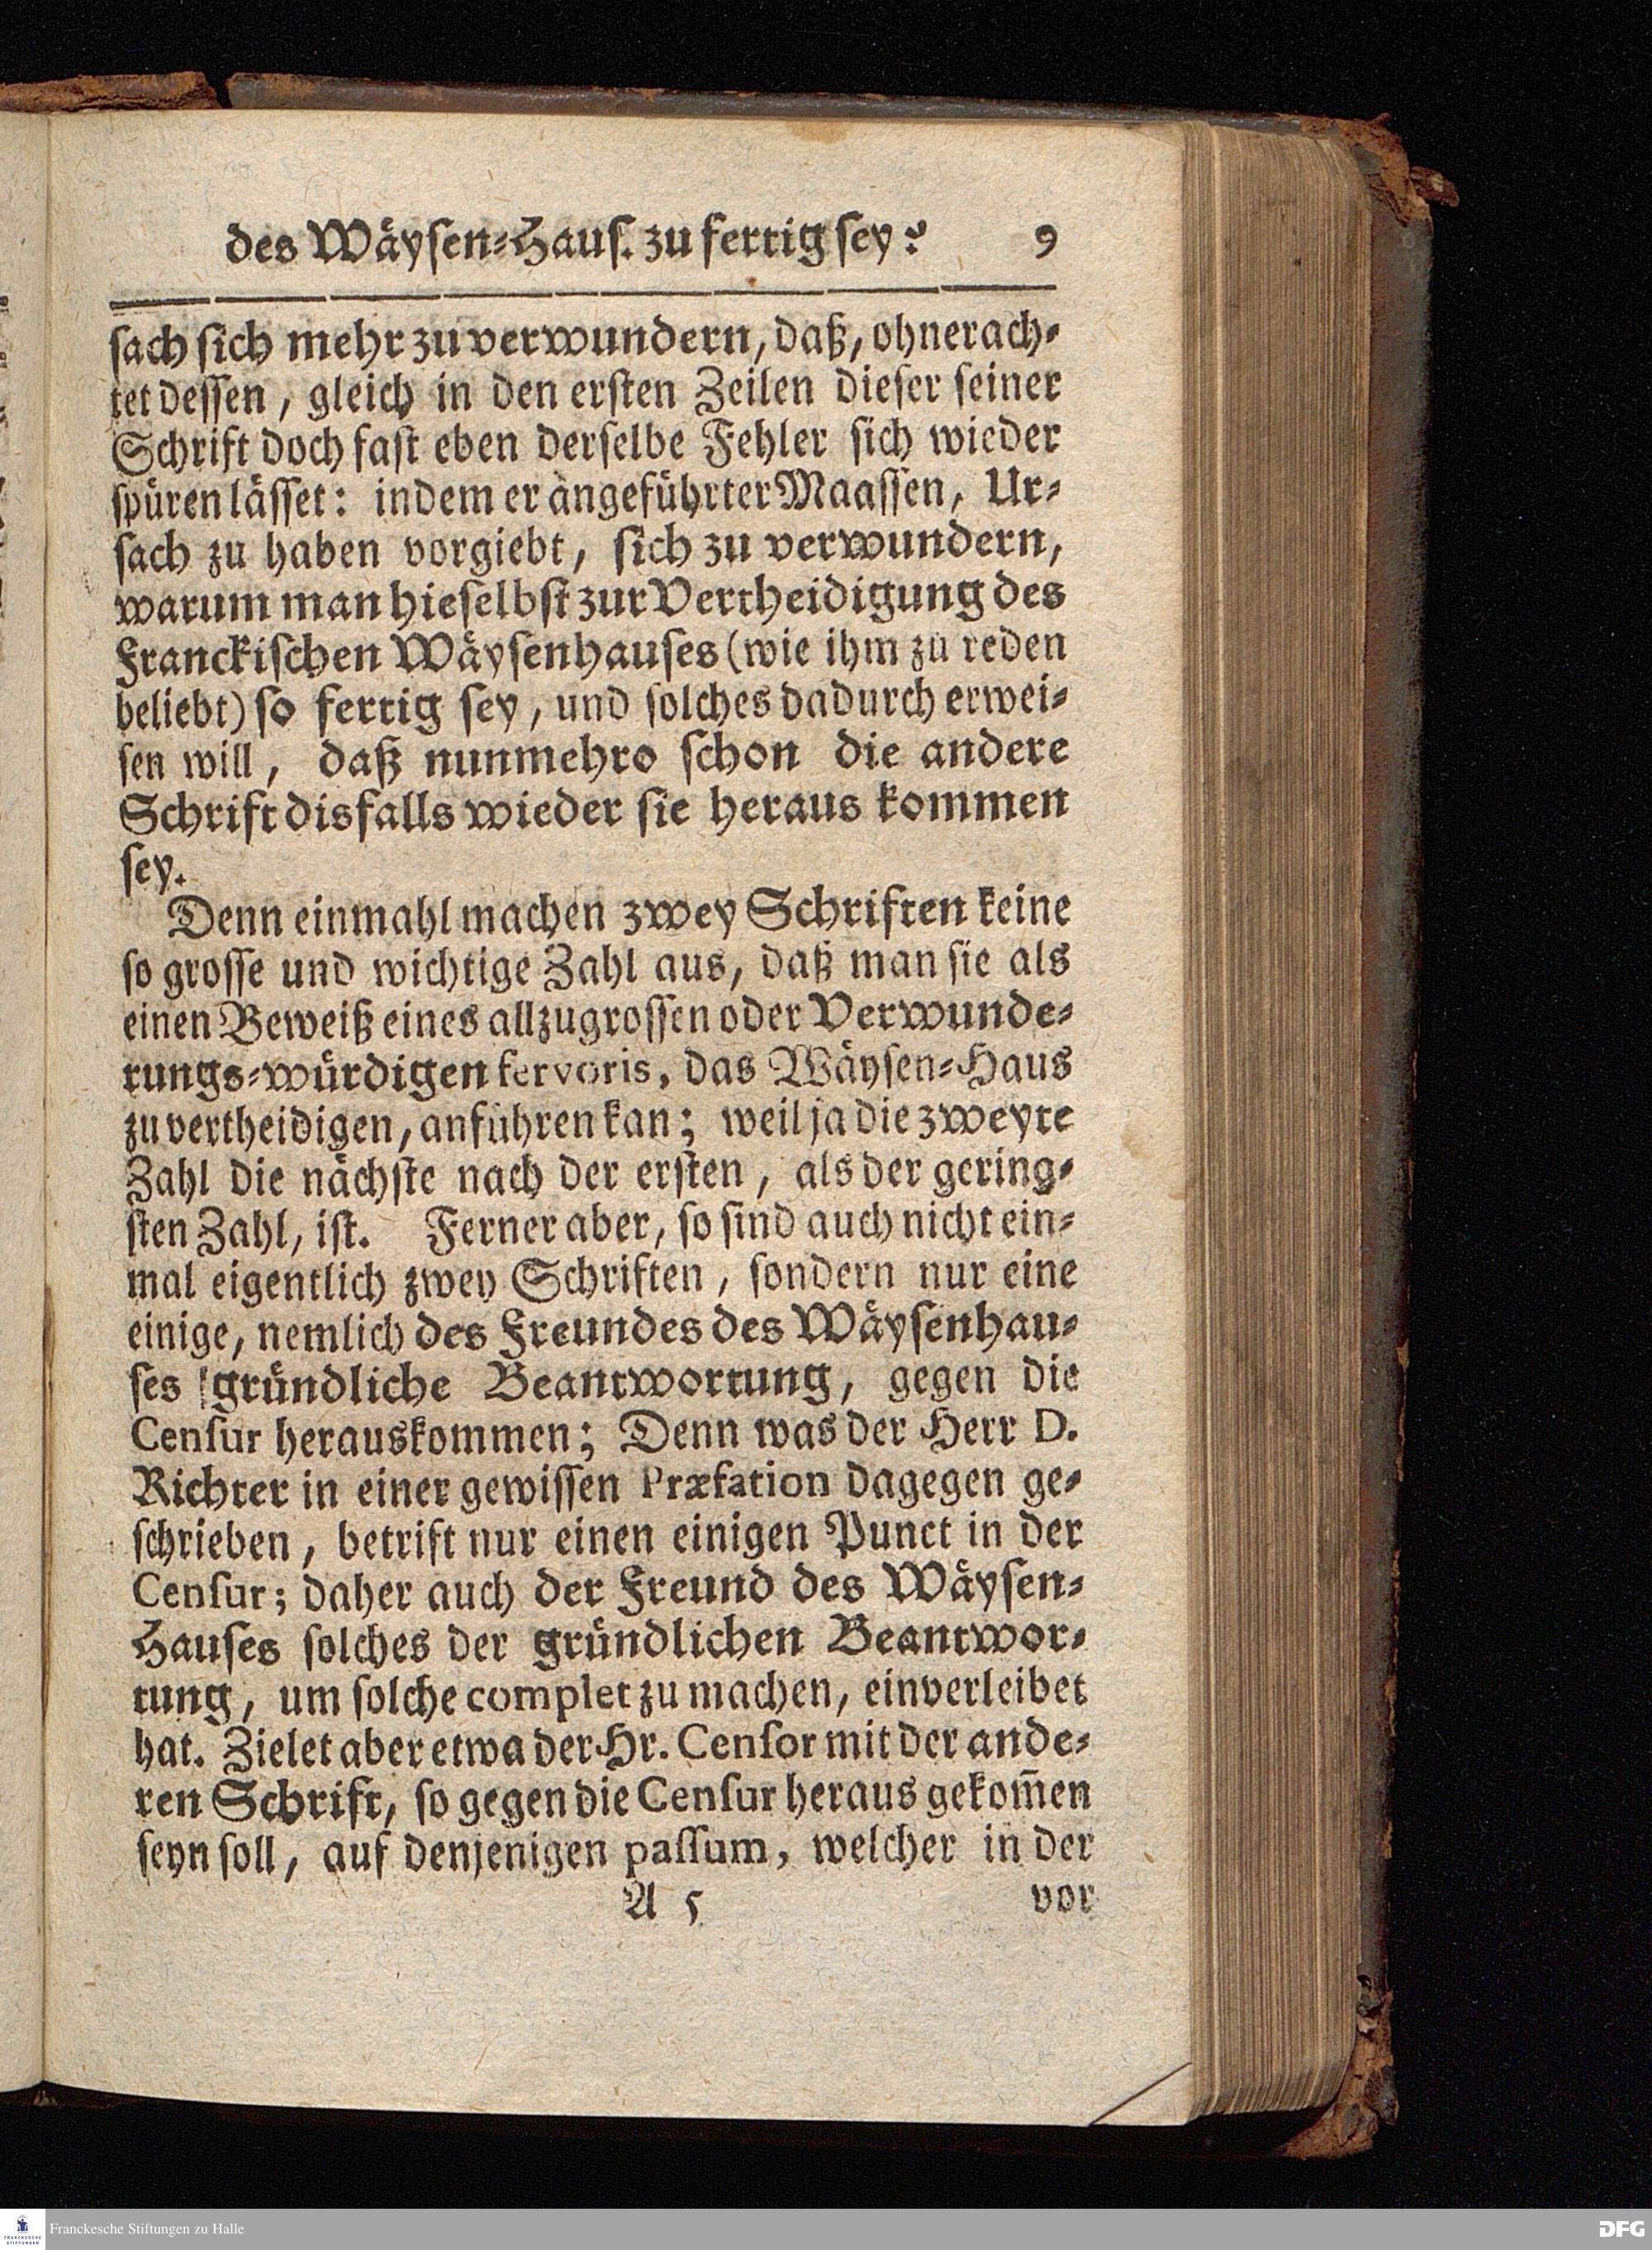 des Wäysen-Haus. zu fertig sey? 9
sach sich mehr zu verwundern, daß, ohnerach-
tet dessen, gleich in den ersten Zeilen dieser seiner
Schrift doch fast eben derselbe Fehler sich wieder
spüren lässet: indem er angeführter Maassen, Ur-
sach zu haben vorgiebt, sich zu verwundern,
warum man hieselbst zur Vertheidigung des
Franckischen Wäysenhauses (wie ihm zu reden
beliebt) so fertig sey, und solches dadurch erwei-
sen will, daß nunmehro schon die andere
Schrift disfalls wieder sie heraus kommen
sey.
Denn einmahl machen zwey Schriften keine
so grosse und wichtige Zahl aus, daß man sie als
einen Beweiß eines allzugrossen oder Verwunde-
rungs-würdigen fervoris, das Wäysen-Haus
zu vertheidigen, anführen kan; weil ja die zweyte
Zahl die nächste nach der ersten, als der gering-
sten Zahl, ist. Ferner aber, so sind auch nicht ein-
mal eigentlich zwey Schriften, sondern nur eine
einige, nemlich des Freundes des Wäysenhau-
ses gründliche Beantwortung, gegen die
Censur herauskommen; Denn was der Herr D.
Richter in einer gewissen Præfation dagegen ge-
schrieben, betrift nur einen einigen Punct in der
Censur; daher auch der Freund des Wäysen-
Hauses solches der gründlichen Beantwor-
tung, um solche complet zu machen, einverleibet
hat. Zielet aber etwa der Hr. Censor mit der ande-
ren Schrift, so gegen die Censur heraus gekom̃en
seyn soll, auf denjenigen passum, welcher in der
A 5 vor
Franckesche Stiftungen zu Halle
FRANCKESCHE STIFTUNGEN
DFG